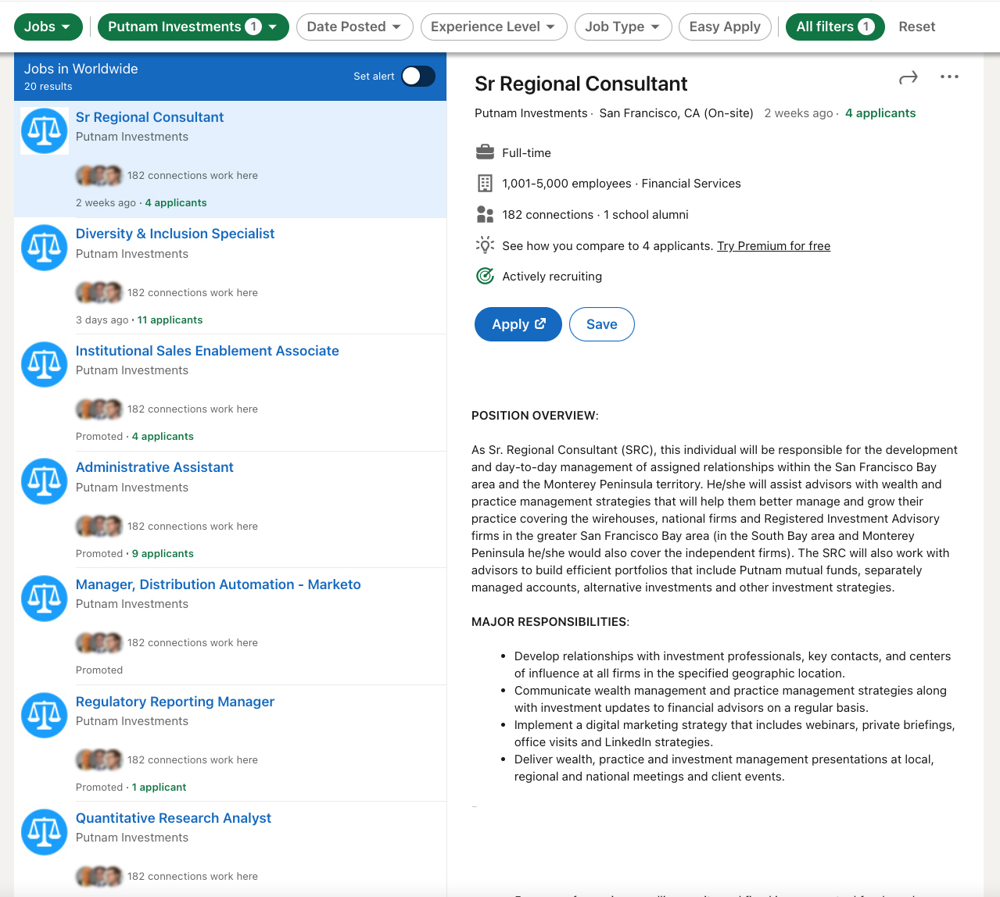 Jobs
Putnam Investments 1
Date Posted
Experience Level
Job Type
Easy Apply
All filters 1
Reset
Jobs in Worldwide
20 results
Set alert
Sr Regional Consultant
Putnam Investments
182 connections work here
2 weeks ago · 4 applicants
Diversity & Inclusion Specialist
Putnam Investments
182 connections work here
3 days ago · 11 applicants
Institutional Sales Enablement Associate
Putnam Investments
182 connections work here
Promoted · 4 applicants
Administrative Assistant
Putnam Investments
182 connections work here
Promoted · 9 applicants
Manager, Distribution Automation - Marketo
Putnam Investments
182 connections work here
Promoted
Regulatory Reporting Manager
Putnam Investments
182 connections work here
Promoted · 1 applicant
Quantitative Research Analyst
Putnam Investments
182 connections work here
Sr Regional Consultant
Putnam Investments · San Francisco, CA (On-site) 2 weeks ago · 4 applicants
Full-time
1,001-5,000 employees · Financial Services
182 connections · 1 school alumni
See how you compare to 4 applicants. Try Premium for free
Actively recruiting
Apply
Save
POSITION OVERVIEW:
As Sr. Regional Consultant (SRC), this individual will be responsible for the development
and day-to-day management of assigned relationships within the San Francisco Bay
area and the Monterey Peninsula territory. He/she will assist advisors with wealth and
practice management strategies that will help them better manage and grow their
practice covering the wirehouses, national firms and Registered Investment Advisory
firms in the greater San Francisco Bay area (in the South Bay area and Monterey
Peninsula he/she would also cover the independent firms). The SRC will also work with
advisors to build efficient portfolios that include Putnam mutual funds, separately
managed accounts, alternative investments and other investment strategies.
MAJOR RESPONSIBILITIES:
• Develop relationships with investment professionals, key contacts, and centers
of influence at all firms in the specified geographic location.
• Communicate wealth management and practice management strategies along
with investment updates to financial advisors on a regular basis.
• Implement a digital marketing strategy that includes webinars, private briefings,
office visits and LinkedIn strategies.
• Deliver wealth, practice and investment management presentations at local,
regional and national meetings and client events.